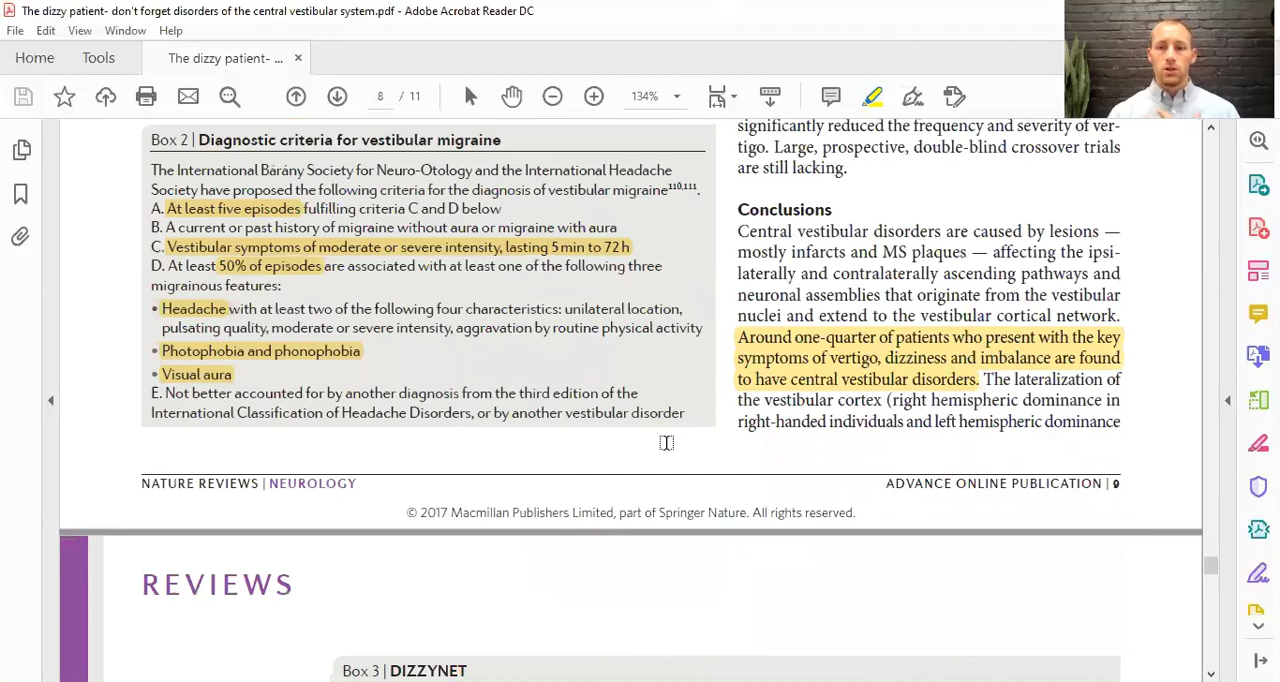 The dizzy patient- don't forget disorders of the central vestibular system.pdf - Adobe Acrobat Reader DC
File Edit View Window Help
Home Tools The dizzy patient- ... ×
8 / 11 134%
Box 2 | Diagnostic criteria for vestibular migraine
The International Bárány Society for Neuro-Otology and the International Headache
Society have proposed the following criteria for the diagnosis of vestibular migraine110,111.
A. At least five episodes fulfilling criteria C and D below
B. A current or past history of migraine without aura or migraine with aura
C. Vestibular symptoms of moderate or severe intensity, lasting 5 min to 72 h
D. At least 50% of episodes are associated with at least one of the following three
migrainous features:
• Headache with at least two of the following four characteristics: unilateral location,
pulsating quality, moderate or severe intensity, aggravation by routine physical activity
• Photophobia and phonophobia
• Visual aura
E. Not better accounted for by another diagnosis from the third edition of the
International Classification of Headache Disorders, or by another vestibular disorder
significantly reduced the frequency and severity of ver-
tigo. Large, prospective, double-blind crossover trials
are still lacking.
Conclusions
Central vestibular disorders are caused by lesions —
mostly infarcts and MS plaques — affecting the ipsi-
laterally and contralaterally ascending pathways and
neuronal assemblies that originate from the vestibular
nuclei and extend to the vestibular cortical network.
Around one-quarter of patients who present with the key
symptoms of vertigo, dizziness and imbalance are found
to have central vestibular disorders. The lateralization of
the vestibular cortex (right hemispheric dominance in
right-handed individuals and left hemispheric dominance
NATURE REVIEWS | NEUROLOGY
ADVANCE ONLINE PUBLICATION | 9
© 2017 Macmillan Publishers Limited, part of Springer Nature. All rights reserved.
REVIEWS
Box 3 | DIZZYNET